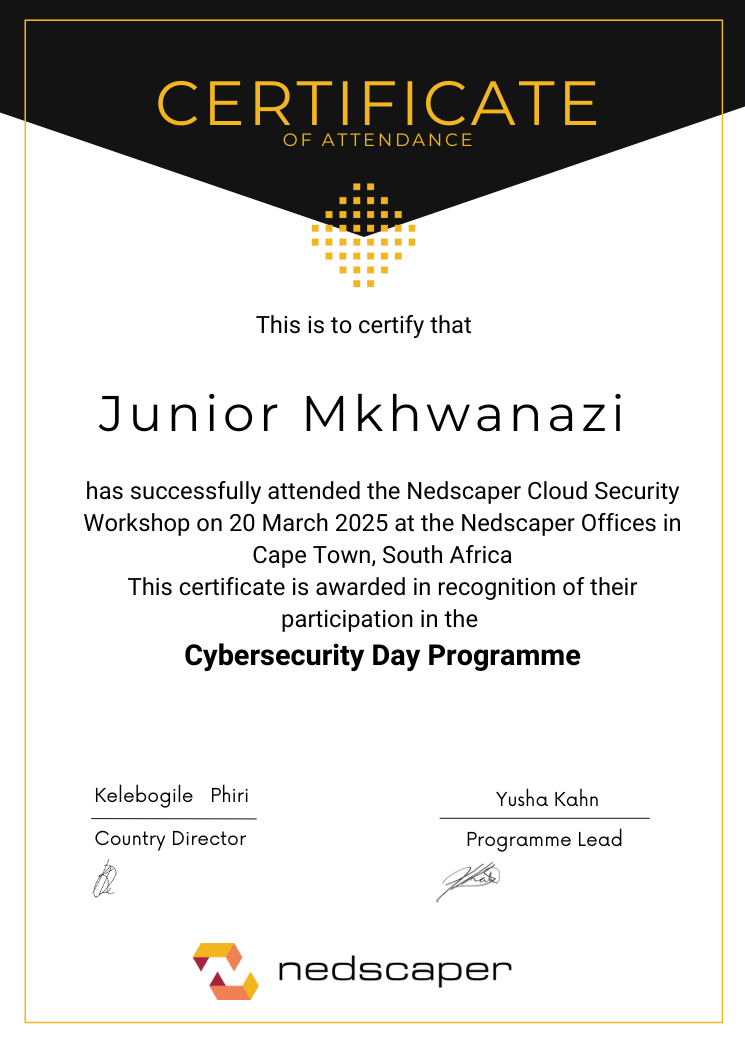 CERTIFICATE
OF ATTENDANCE
This is to certify that
Junior Mkhwanazi
has successfully attended the Nedscaper Cloud Security
Workshop on 20 March 2025 at the Nedscaper Offices in
Cape Town, South Africa
This certificate is awarded in recognition of their
participation in the
Cybersecurity Day Programme
Kelebogile Phiri
Country Director
Yusha Kahn
Programme Lead
nedscaper